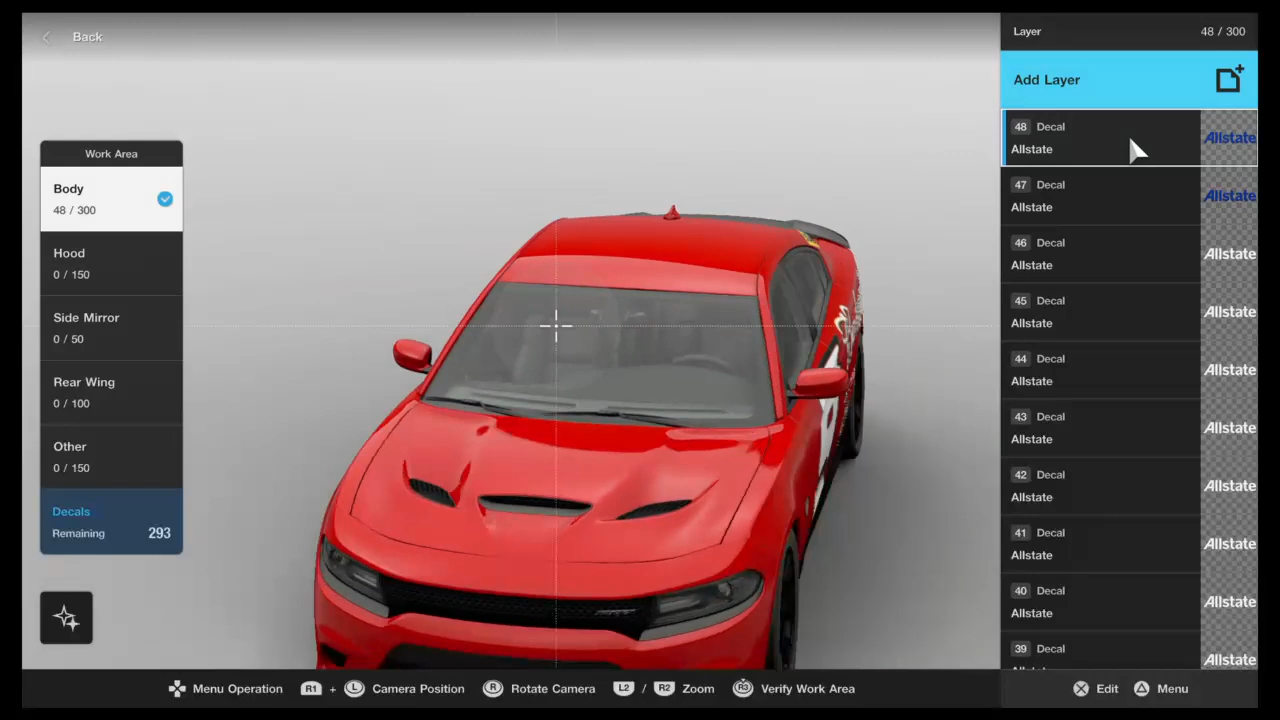 Back
Work Area
Body
48 / 300
Hood
0 / 150
Side Mirror
0 / 50
Rear Wing
0 / 100
Other
0 / 150
Decals
Remaining 293
Layer 48 / 300
Add Layer
48 Decal
Allstate Allstate
47 Decal
Allstate Allstate
46 Decal
Allstate Allstate
45 Decal
Allstate Allstate
44 Decal
Allstate Allstate
43 Decal
Allstate Allstate
42 Decal
Allstate Allstate
41 Decal
Allstate Allstate
40 Decal
Allstate Allstate
39 Decal
Allstate
Menu Operation R1 + L Camera Position R Rotate Camera L2 / R2 Zoom R3 Verify Work Area Edit Menu